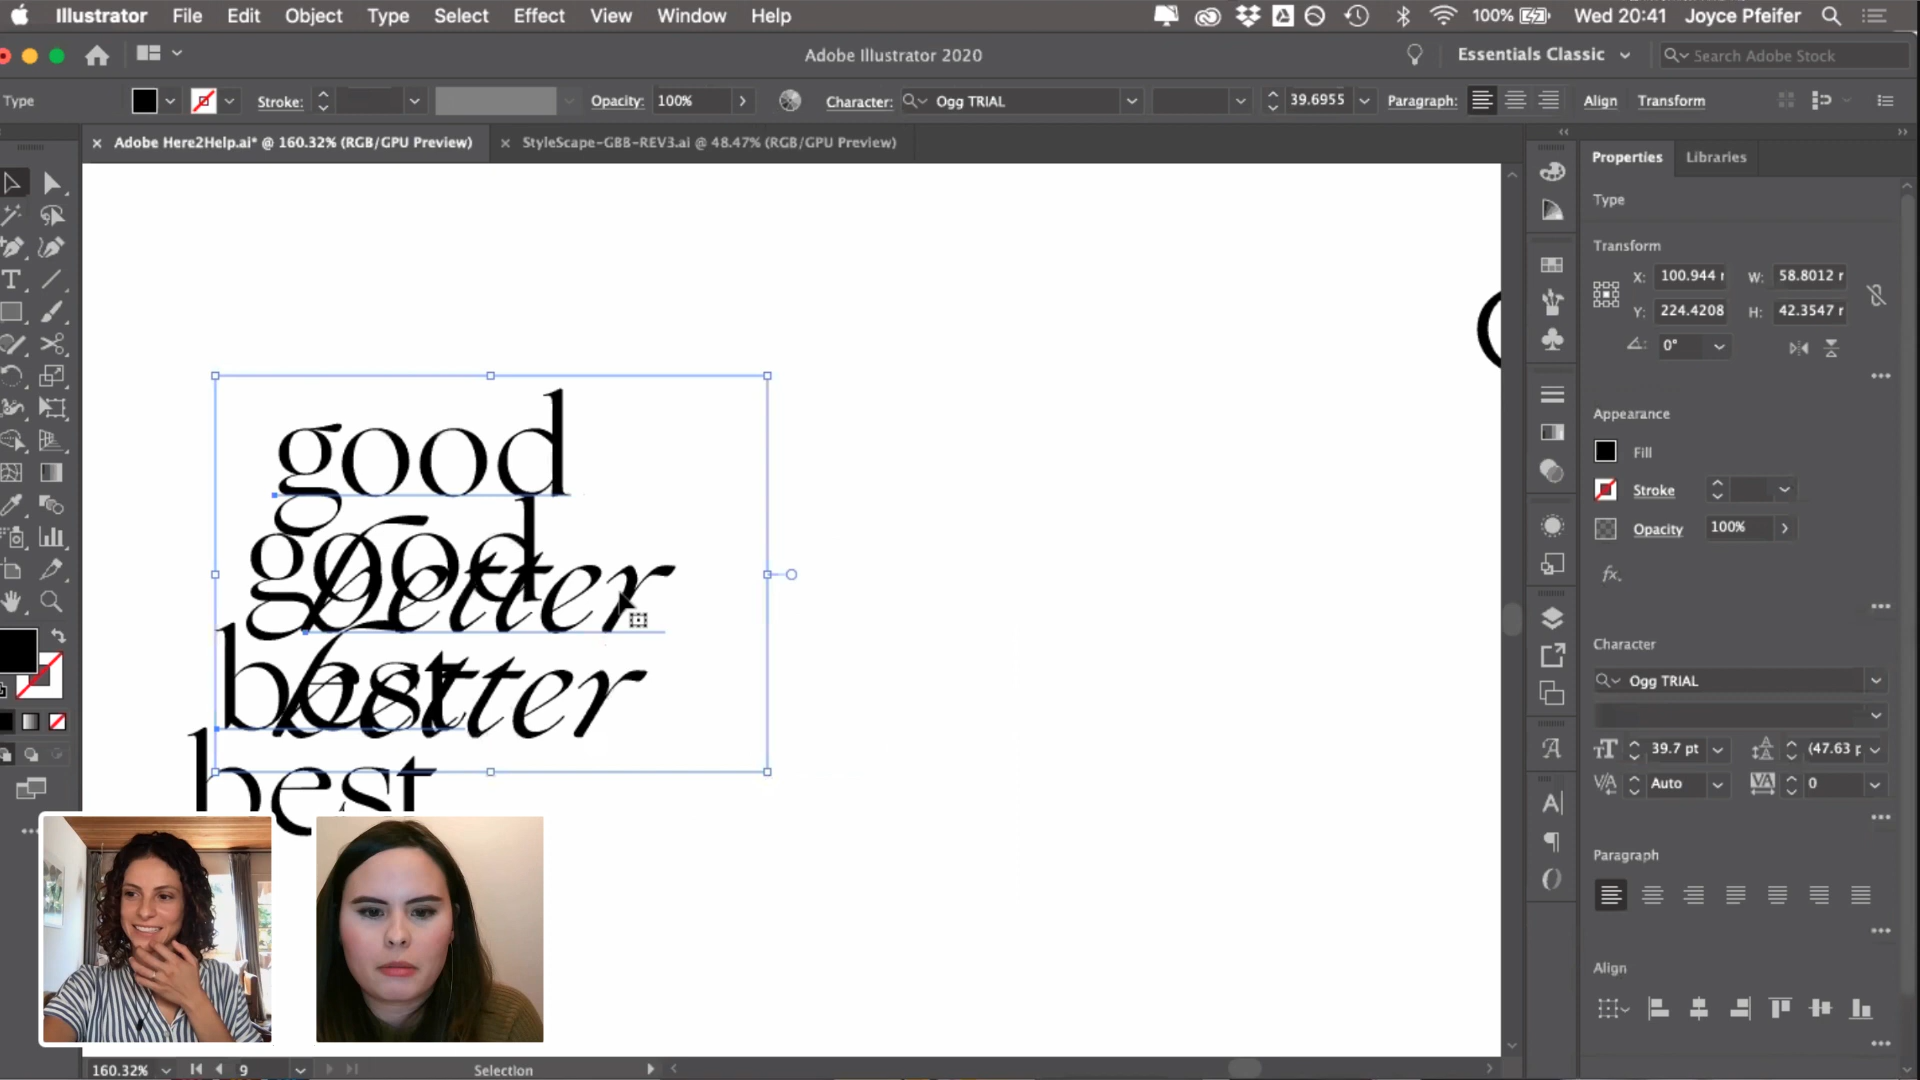 Illustrator File Edit Object Type Select Effect View Window Help 100% Wed 20:41 Joyce Pfeifer
Adobe Illustrator 2020 Essentials Classic Search Adobe Stock
Type Stroke: Opacity: 100% Character: Ogg TRIAL 39.6955 Paragraph: Align Transform
Adobe Here2Help.ai* @ 160.32% (RGB/GPU Preview) StyleScape-GBB-REV3.ai @ 48.47% (RGB/GPU Preview)
Properties Libraries
Type
Transform
X: 100.944 W: 58.8012
Y: 224.4208 H: 42.3547
0°
Appearance
Fill
Stroke
Opacity 100%
fx.
Character
Ogg TRIAL
39.7 pt (47.63 p
Auto 0
Paragraph
Align
good
good
better
best
better
best
160.32% 9 Selection